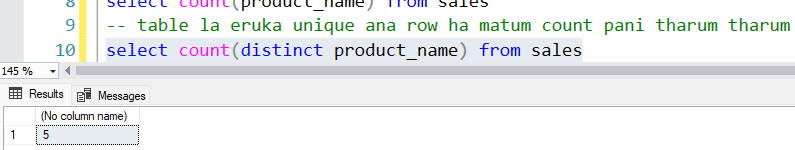 8 select count(product_name) from sales
9 -- table la eruka unique ana row ha matum count pani tharum tharum
10 select count(distinct product_name) from sales
145 %
Results Messages
(No column name)
1 5